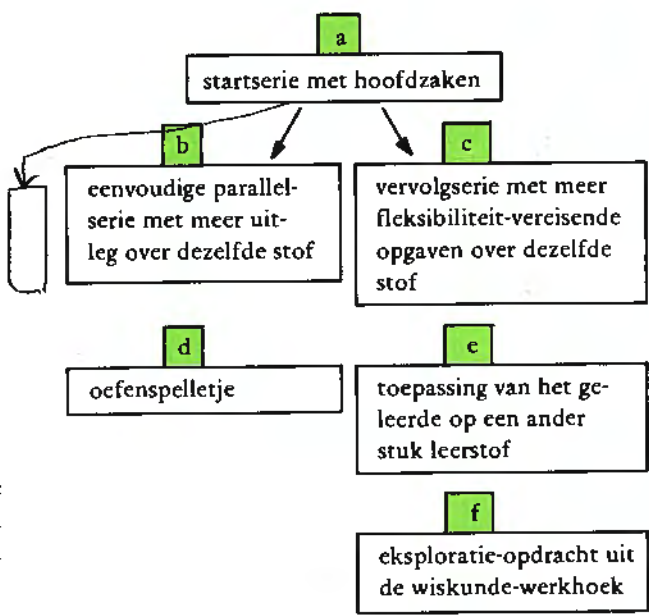 a
startserie met hoofdzaken
b
eenvoudige parallel-
serie met meer uit-
leg over dezelfde stof
c
vervolgserie met meer
fleksibiliteit-vereisende
opgaven over dezelfde
stof
d
oefenspelletje
e
toepassing van het ge-
leerde op een ander
stuk leerstof
f
eksploratie-opdracht uit
de wiskunde-werkhoek